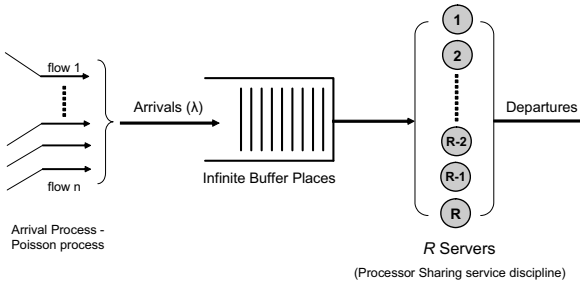 flow 1
flow n
Arrival Process -
Poisson process
Arrivals (λ)
Infinite Buffer Places
1
2
R-2
R-1
R
R Servers
(Processor Sharing service discipline)
Departures